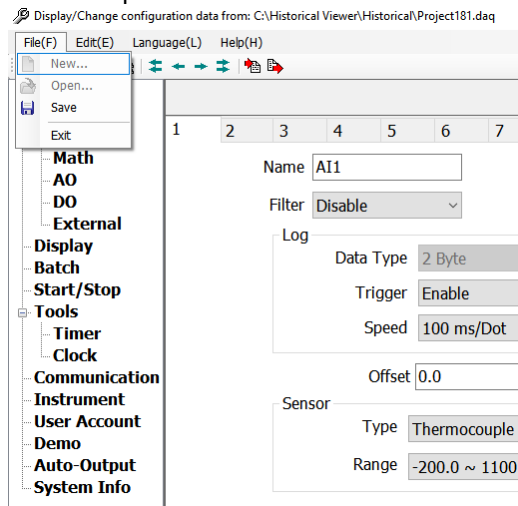 Display/Change configuration data from: C:\Historical Viewer\Historical\Project181.daq
File(F) Edit(E) Language(L) Help(H)
New...
Open...
Save
Exit
Math
AO
DO
External
Display
Batch
Start/Stop
Tools
Timer
Clock
Communication
Instrument
User Account
Demo
Auto-Output
System Info
1 2 3 4 5 6 7
Name AI1
Filter Disable
Log
Data Type 2 Byte
Trigger Enable
Speed 100 ms/Dot
Offset 0.0
Sensor
Type Thermocouple
Range -200.0 ~ 1100